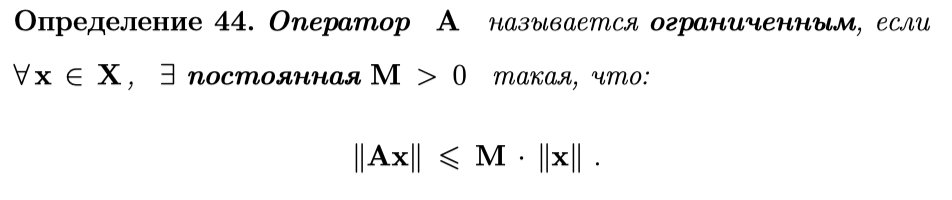 Определение 44. Оператор A называется ограниченным, если
∀x ∈ X, ∃ постоянная M > 0 такая, что:
‖Ax‖ ⩽ M · ‖x‖ .